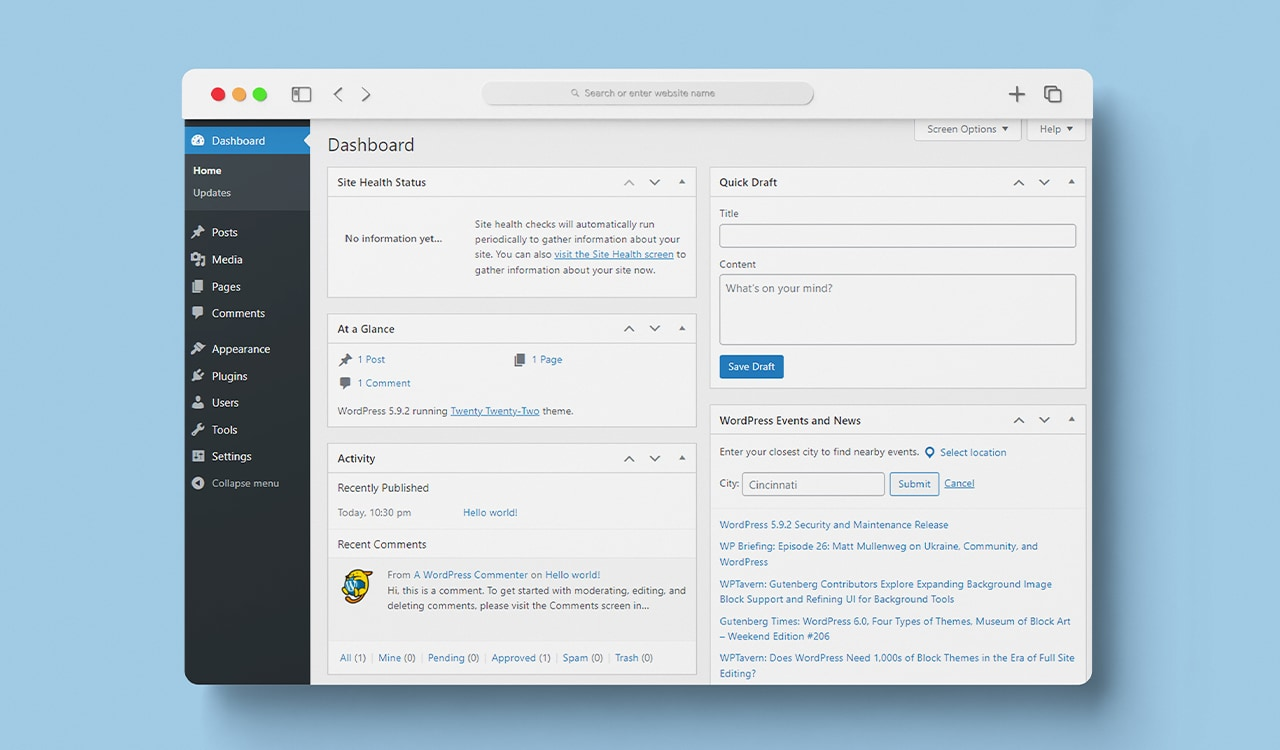 Search or enter website name
Dashboard
Home
Updates
Posts
Media
Pages
Comments
Appearance
Plugins
Users
Tools
Settings
Collapse menu
Screen Options
Help
Dashboard
Site Health Status
No information yet...
Site health checks will automatically run
periodically to gather information about your
site. You can also visit the Site Health screen to
gather information about your site now.
At a Glance
1 Post
1 Page
1 Comment
WordPress 5.9.2 running Twenty Twenty-Two theme.
Activity
Recently Published
Today, 10:30 pm
Hello world!
Recent Comments
From A WordPress Commenter on Hello world!
Hi, this is a comment. To get started with moderating, editing, and
deleting comments, please visit the Comments screen in...
All (1) | Mine (0) | Pending (0) | Approved (1) | Spam (0) | Trash (0)
Quick Draft
Title
Content
What's on your mind?
Save Draft
WordPress Events and News
Enter your closest city to find nearby events. Select location
City: Cincinnati Submit Cancel
WordPress 5.9.2 Security and Maintenance Release
WP Briefing: Episode 26: Matt Mullenweg on Ukraine, Community, and
WordPress
WPTavern: Gutenberg Contributors Explore Expanding Background Image
Block Support and Refining UI for Background Tools
Gutenberg Times: WordPress 6.0, Four Types of Themes, Museum of Block Art
– Weekend Edition #206
WPTavern: Does WordPress Need 1,000s of Block Themes in the Era of Full Site
Editing?